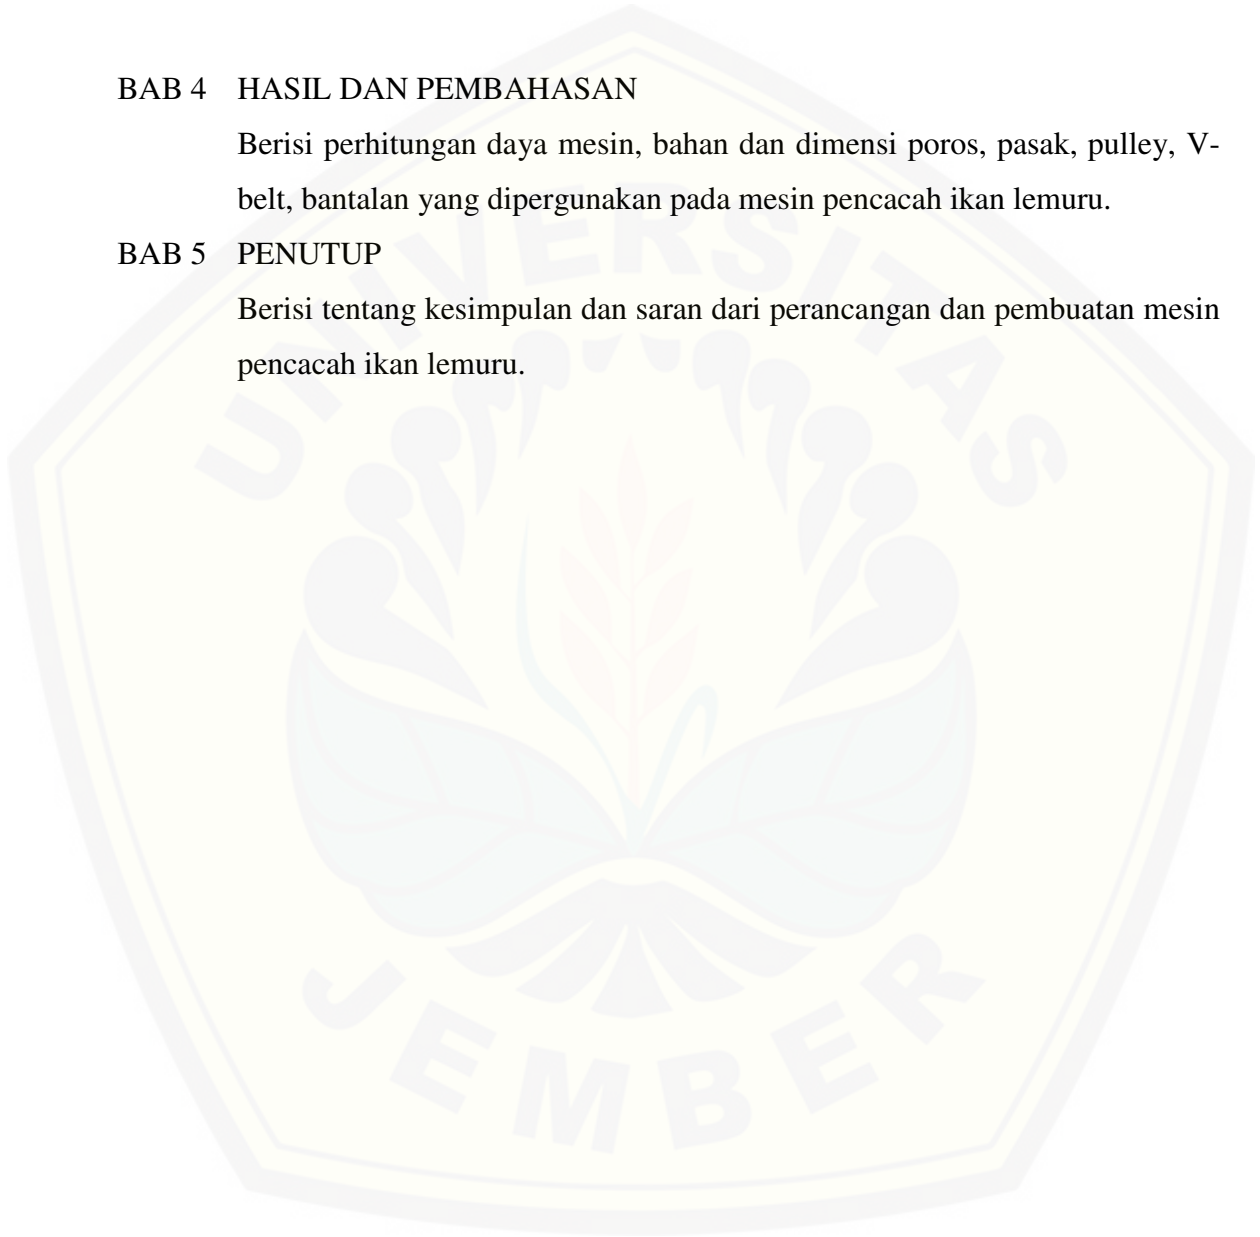 BAB 4 HASIL DAN PEMBAHASAN
Berisi perhitungan daya mesin, bahan dan dimensi poros, pasak, pulley, V-
belt, bantalan yang dipergunakan pada mesin pencacah ikan lemuru.
BAB 5 PENUTUP
Berisi tentang kesimpulan dan saran dari perancangan dan pembuatan mesin
pencacah ikan lemuru.
UNIVERSITAS
JEMBER